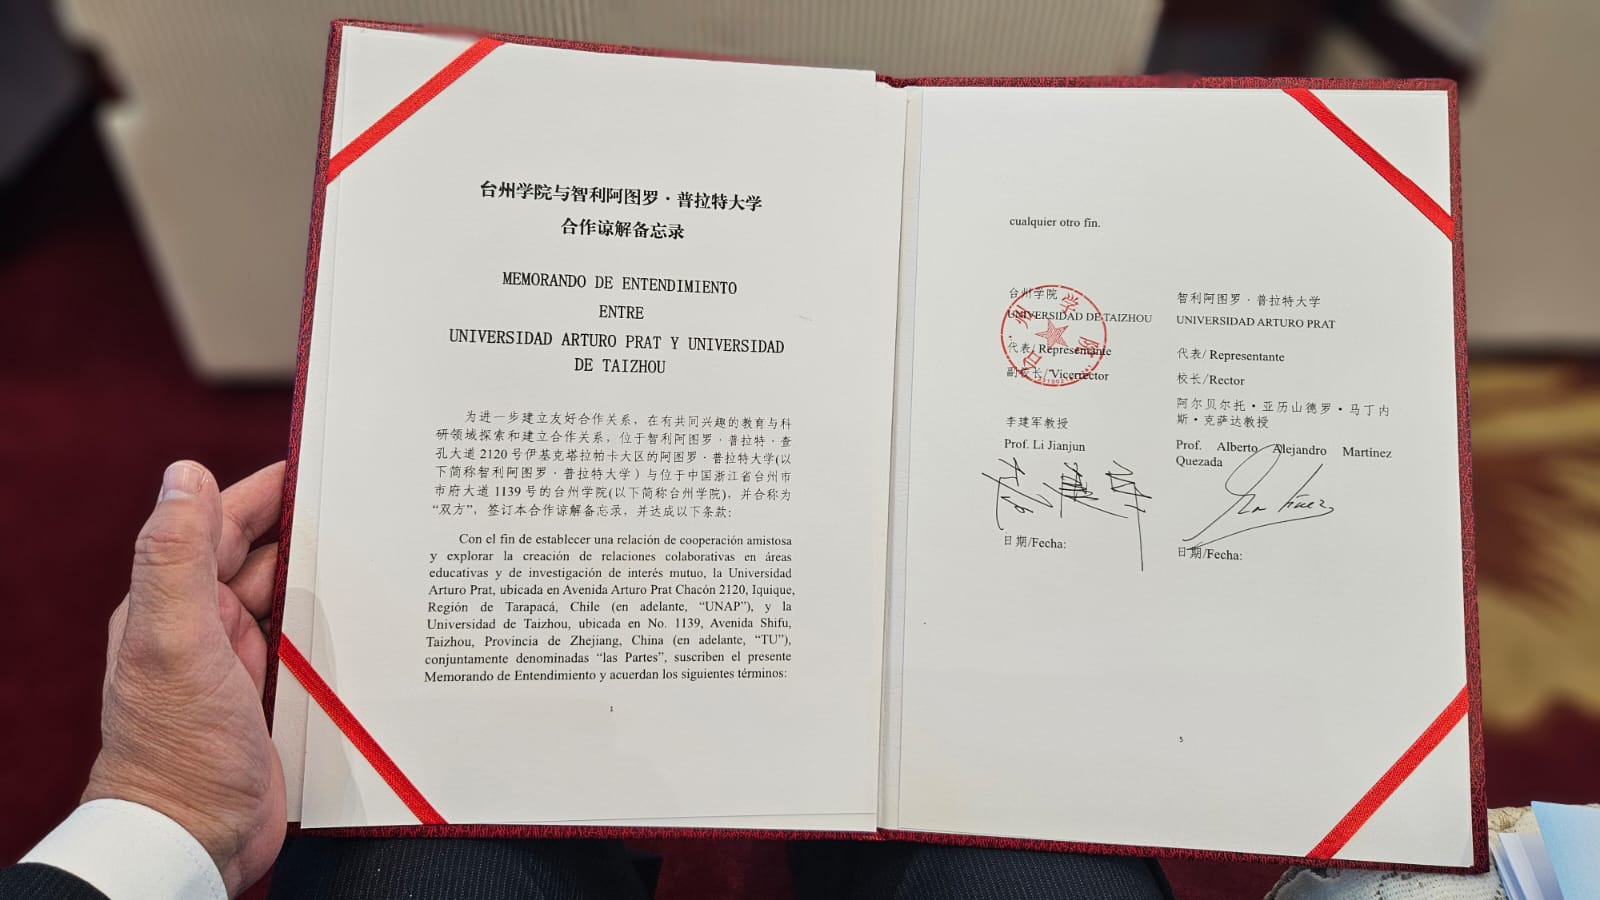 台州学院与智利阿图罗·普拉特大学
合作谅解备忘录
MEMORANDO DE ENTENDIMIENTO
ENTRE
UNIVERSIDAD ARTURO PRAT Y UNIVERSIDAD
DE TAIZHOU
为进一步建立友好合作关系，在有共同兴趣的教育与科
研领域探索和建立合作关系，位于智利阿图罗·普拉特·查
孔大道 2120 号伊基克塔拉帕卡大区的阿图罗·普拉特大学(以
下简称智利阿图罗·普拉特大学）与位于中国浙江省台州市
市府大道 1139 号的台州学院(以下简称台州学院)，并合称为
“双方”，签订本合作谅解备忘录，并达成以下条款：
Con el fin de establecer una relación de cooperación amistosa
y explorar la creación de relaciones colaborativas en áreas
educativas y de investigación de interés mutuo, la Universidad
Arturo Prat, ubicada en Avenida Arturo Prat Chacón 2120, Iquique,
Región de Tarapacá, Chile (en adelante, “UNAP”), y la
Universidad de Taizhou, ubicada en No. 1139, Avenida Shifu,
Taizhou, Provincia de Zhejiang, China (en adelante, “TU”),
conjuntamente denominadas “las Partes”, suscriben el presente
Memorando de Entendimiento y acuerdan los siguientes términos:
1
cualquier otro fin.
台州学院
UNIVERSIDAD DE TAIZHOU
代表/ Representante
副校长/Vicerrector
李建军教授
Prof. Li Jianjun
日期/Fecha:
台州学院
智利阿图罗·普拉特大学
UNIVERSIDAD ARTURO PRAT
代表/ Representante
校长/Rector
阿尔贝尔托·亚历山德罗·马丁内
斯·克萨达教授
Prof. Alberto Alejandro Martinez
Quezada
日期/Fecha:
5